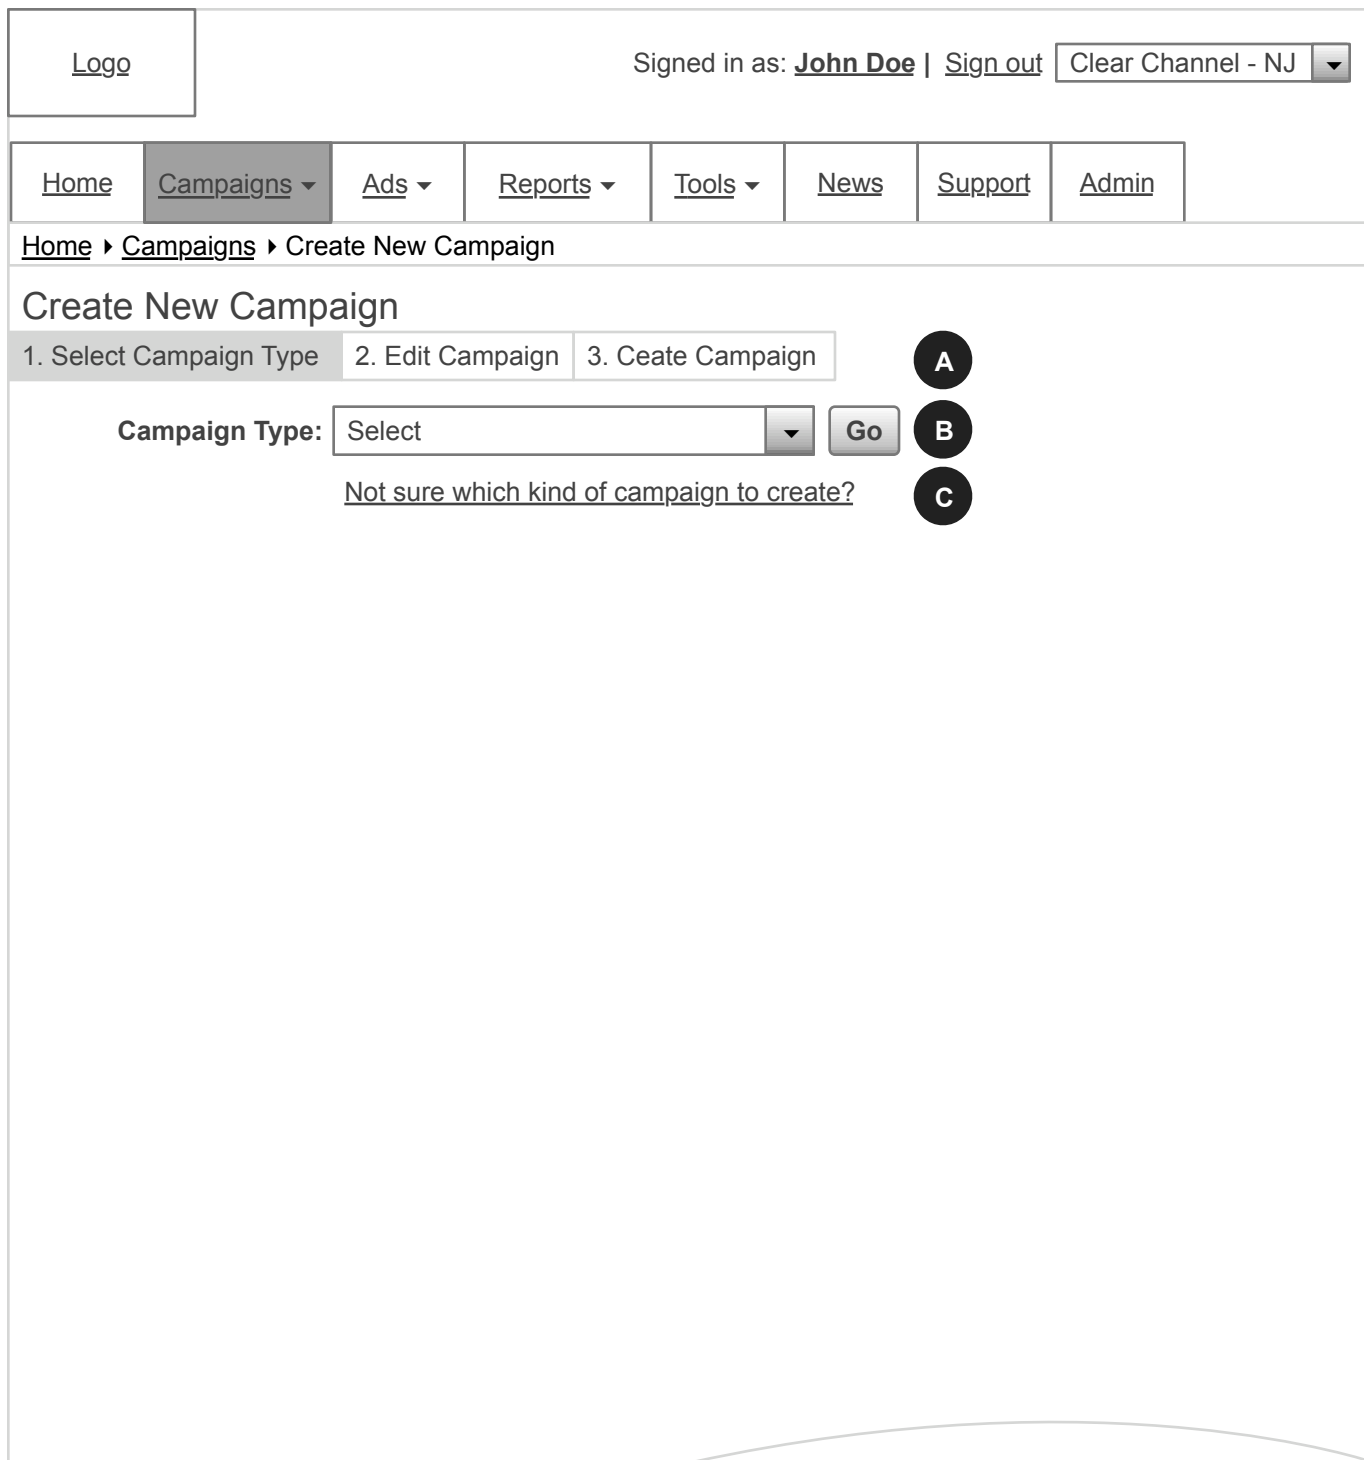 Logo
Signed in as: John Doe | Sign out Clear Channel - NJ
Home Campaigns Ads Reports Tools News Support Admin
Home Campaigns Create New Campaign
Create New Campaign
1. Select Campaign Type 2. Edit Campaign 3. Ceate Campaign A
Campaign Type: Select Go B
Not sure which kind of campaign to create? C